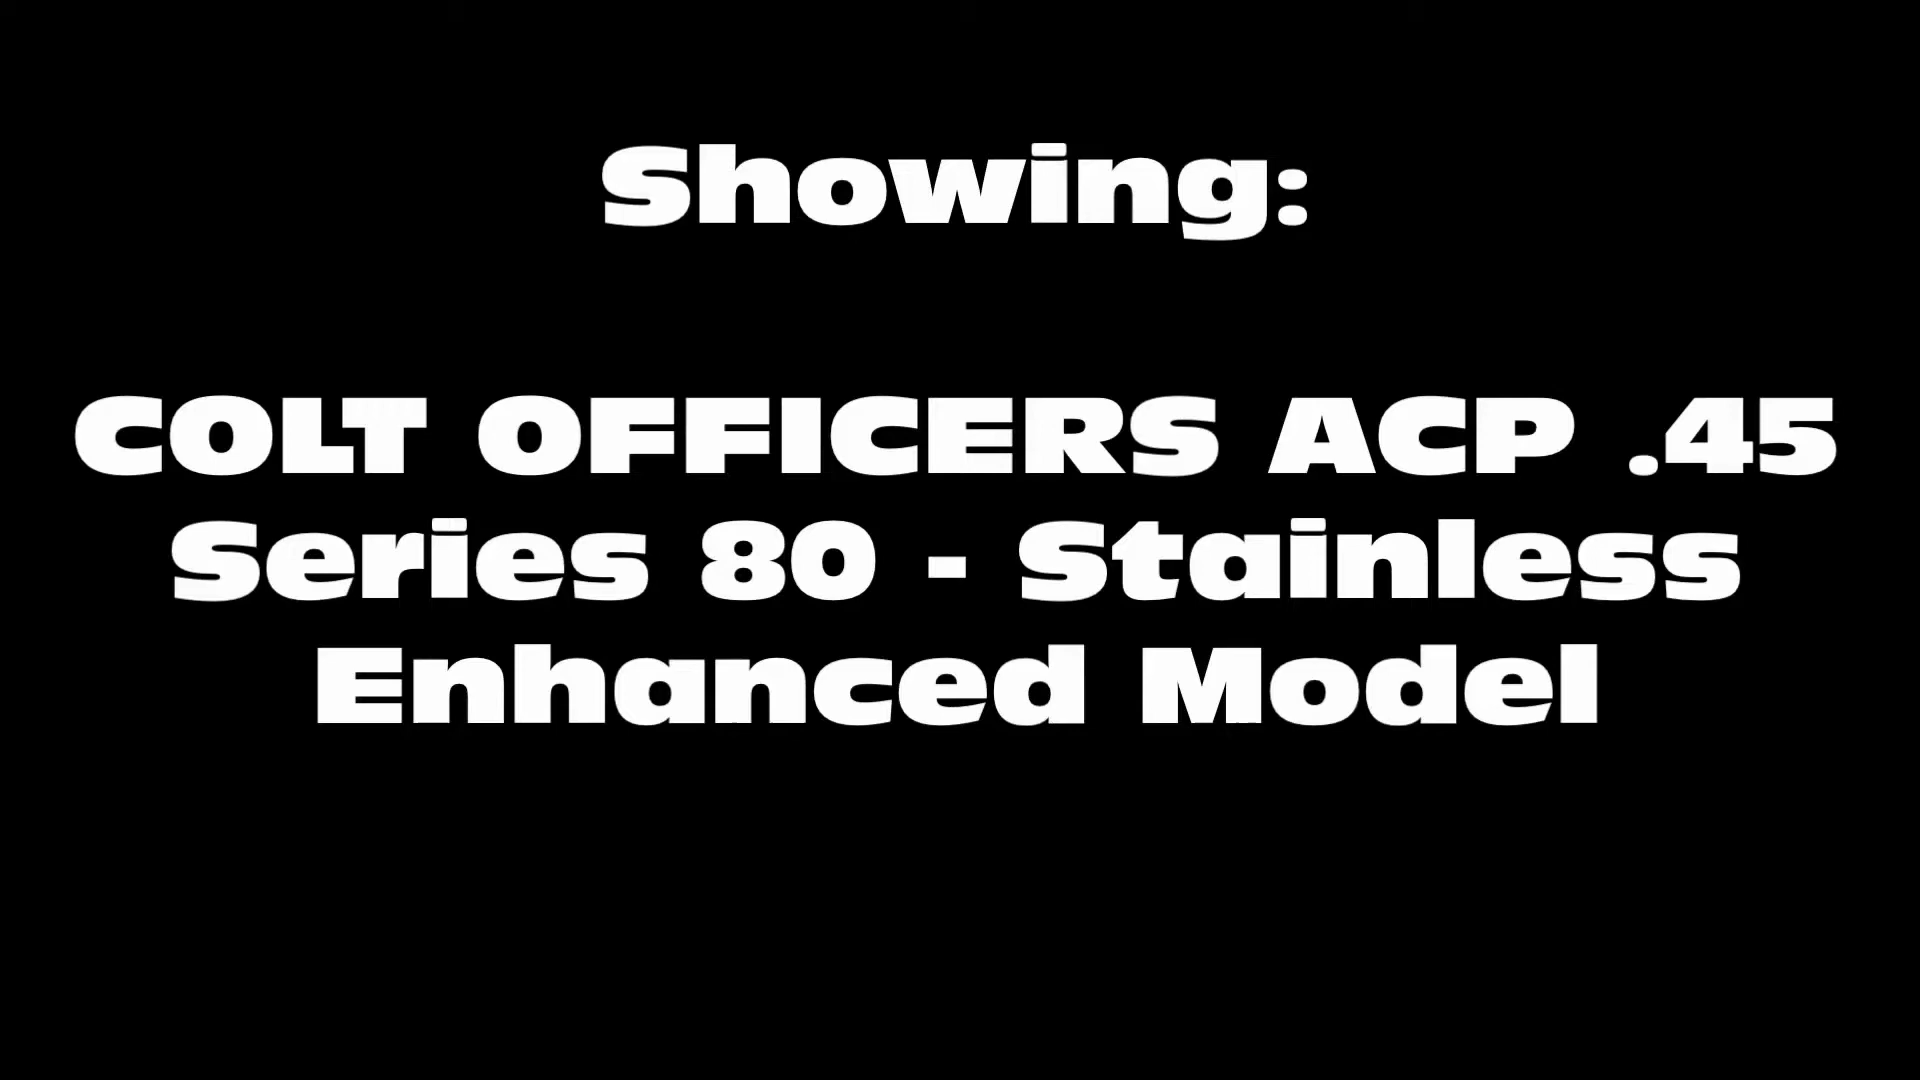 Showing:
COLT OFFICERS ACP .45
Series 80 - Stainless
Enhanced Model